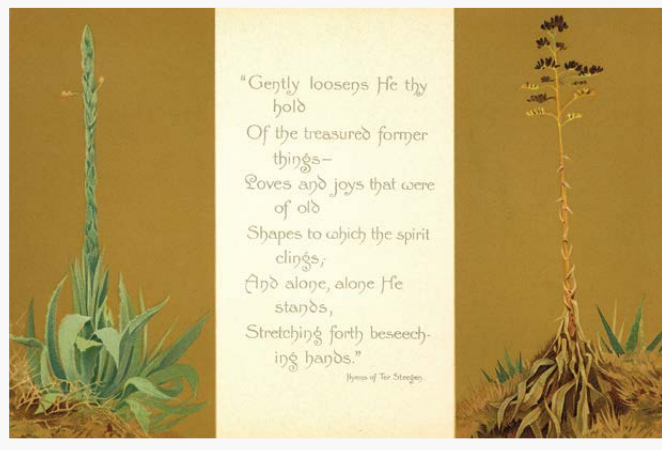 “Gently loosens He thy
hold
Of the treasured former
things—
Loves and joys that were
of old
Shapes to which the spirit
clings;
And alone, alone He
stands,
Stretching forth beseech-
ing hands.”
Hymns of Ter Steegen.